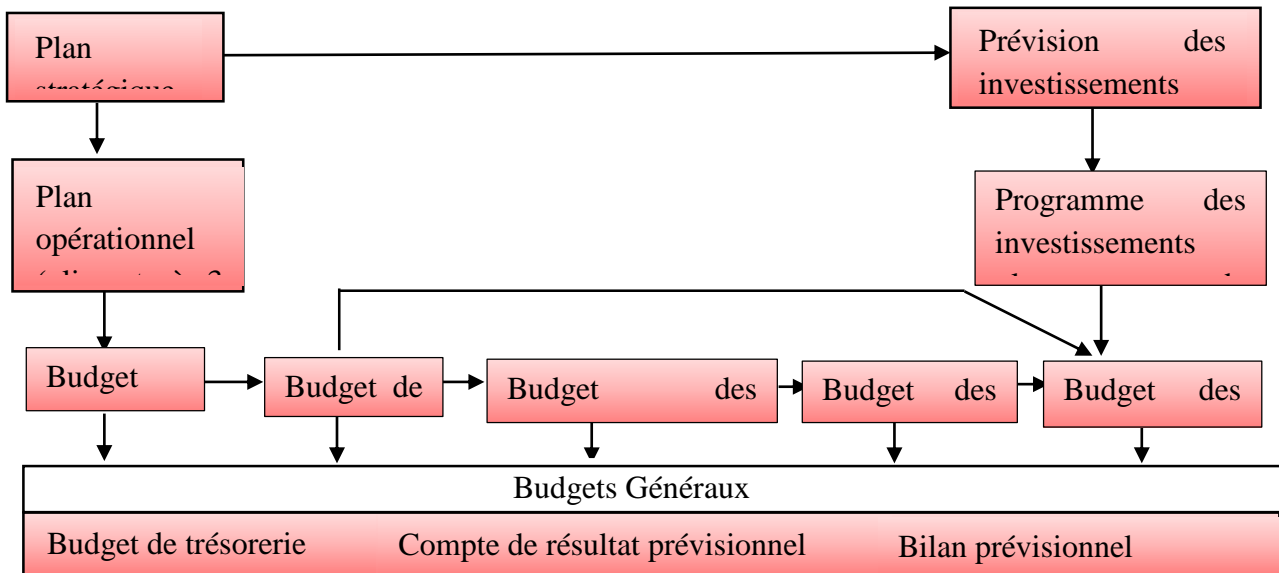 Plan
stratégique
Prévision des
investissements
Plan
opérationnel
Programme des
investissements
Budget
Budget de
Budget des
Budget des
Budget des
Budgets Généraux
Budget de trésorerie Compte de résultat prévisionnel Bilan prévisionnel